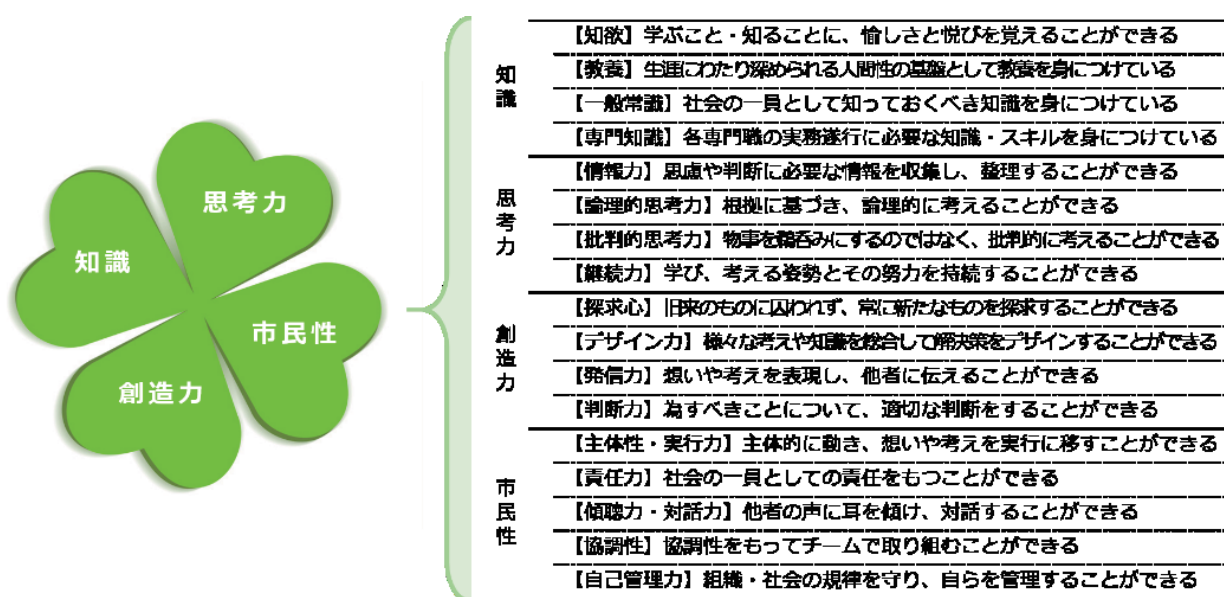 思考力
知識
市民性
創造力
知識
【知欲】学ぶこと・知ることに、愉しさと悦びを覚えることができる
【教養】生涯にわたり深められる人間性の基盤として教養を身につけている
【一般常識】社会の一員として知っておくべき知識を身につけている
【専門知識】各専門職の実務遂行に必要な知識・スキルを身につけている
思考力
【情報力】思慮や判断に必要な情報を収集し、整理することができる
【論理的思考力】根拠に基づき、論理的に考えることができる
【批判的思考力】物事を鵜呑みにするのではなく、批判的に考えることができる
【継続力】学び、考える姿勢とその努力を持続することができる
創造力
【探求心】旧来のものに囚われず、常に新たなものを探求することができる
【デザイン力】様々な考えや知識を総合して解決策をデザインすることができる
【発信力】想いや考えを表現し、他者に伝えることができる
【判断力】為すべきことについて、適切な判断をすることができる
市民性
【主体性・実行力】主体的に動き、想いや考えを実行に移すことができる
【責任力】社会の一員としての責任をもつことができる
【傾聴力・対話力】他者の声に耳を傾け、対話することができる
【協調性】協調性をもってチームで取り組むことができる
【自己管理力】組織・社会の規律を守り、自らを管理することができる